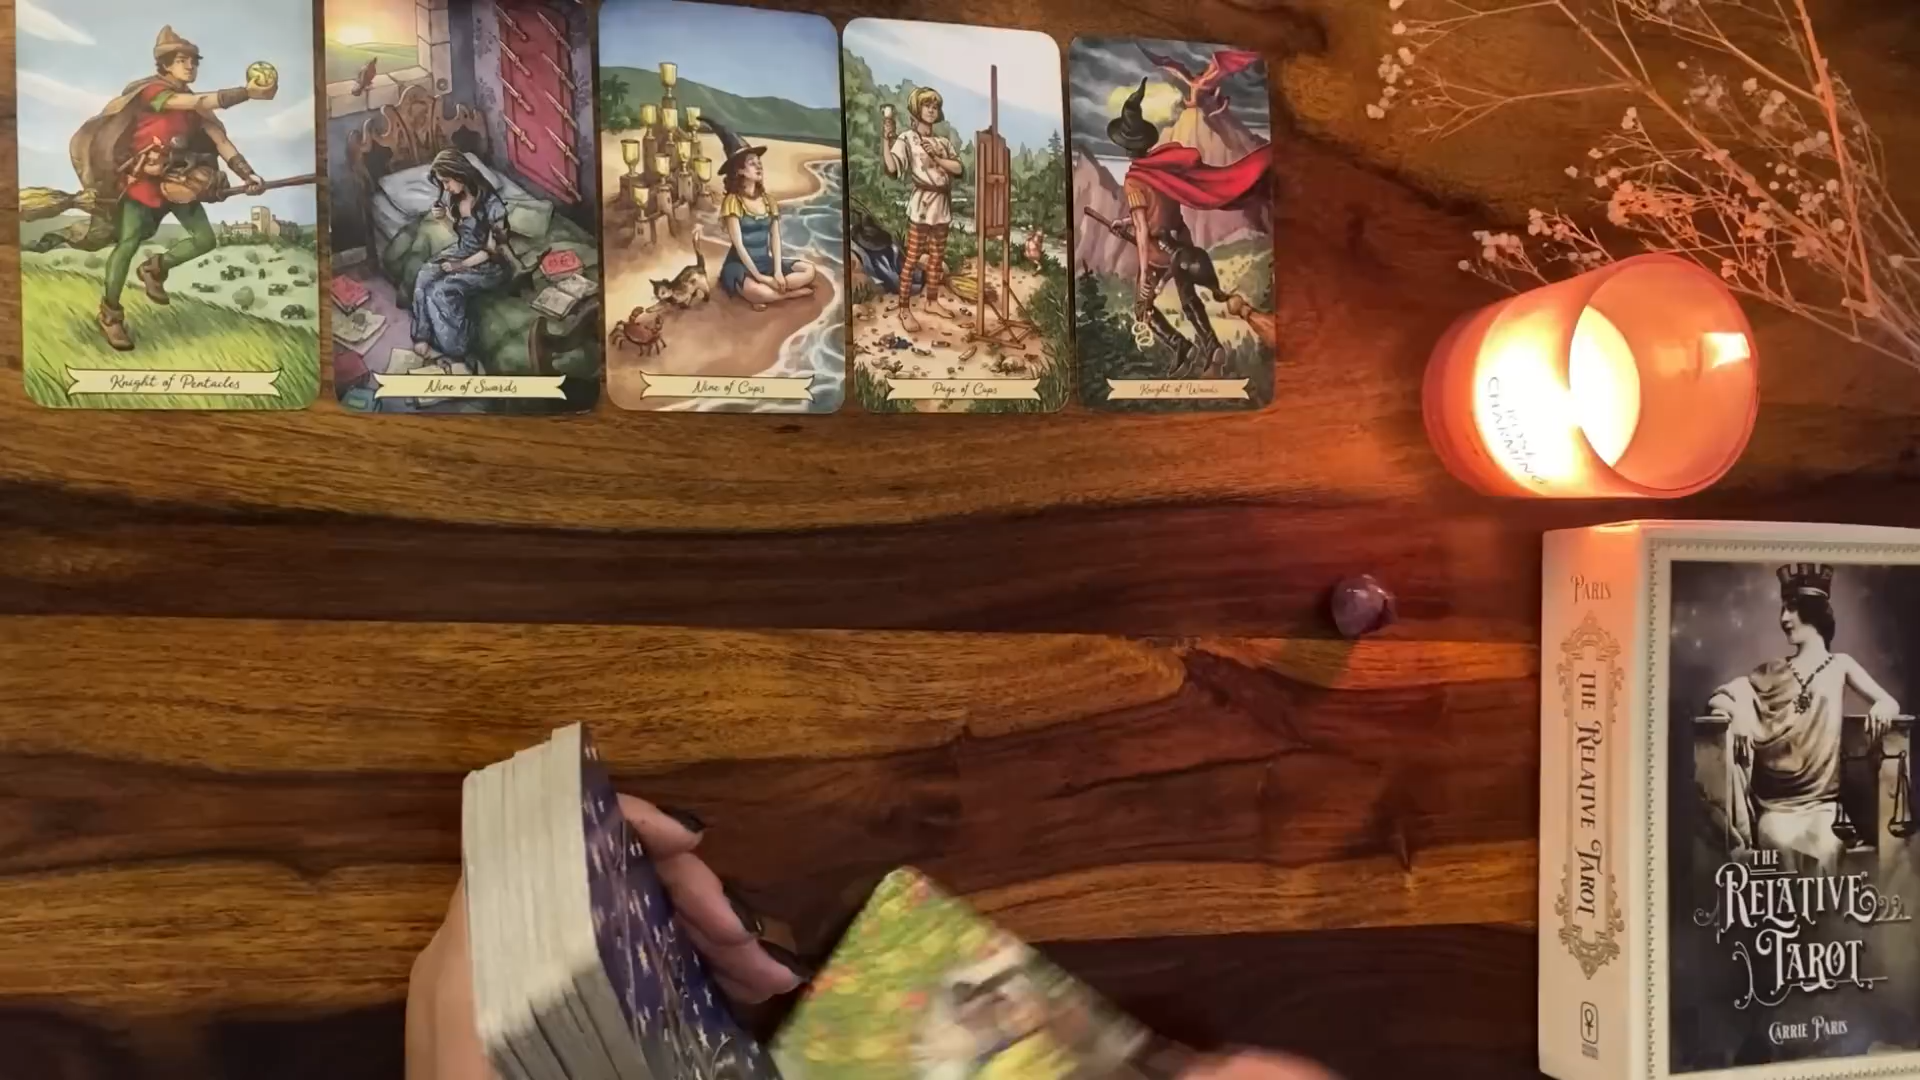 Knight of Pentacles
Nine of Swords
Nine of Cups
Page of Cups
Knight of Wands
CHARMING
PARIS
THE RELATIVE TAROT
THE
RELATIVE
TAROT
CARRIE PARIS